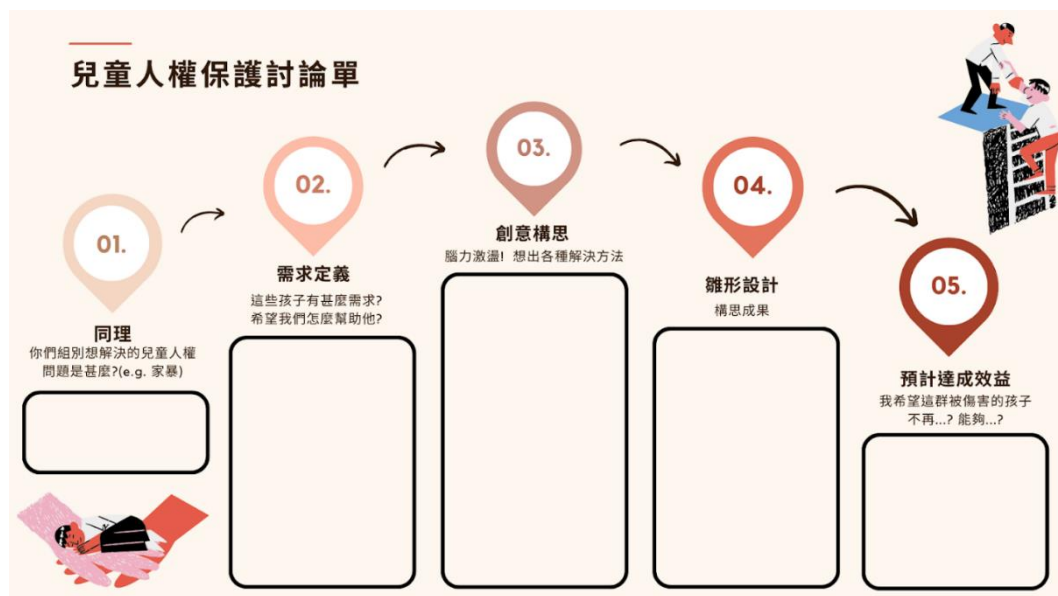 兒童人權保護討論單
01.
同理
你們組別想解決的兒童人權
問題是甚麼?(e.g. 家暴)
02.
需求定義
這些孩子有甚麼需求?
希望我們怎麼幫助他?
03.
創意構思
腦力激盪! 想出各種解決方法
04.
雛形設計
構思成果
05.
預計達成效益
我希望這群被傷害的孩子
不再...? 能夠...?